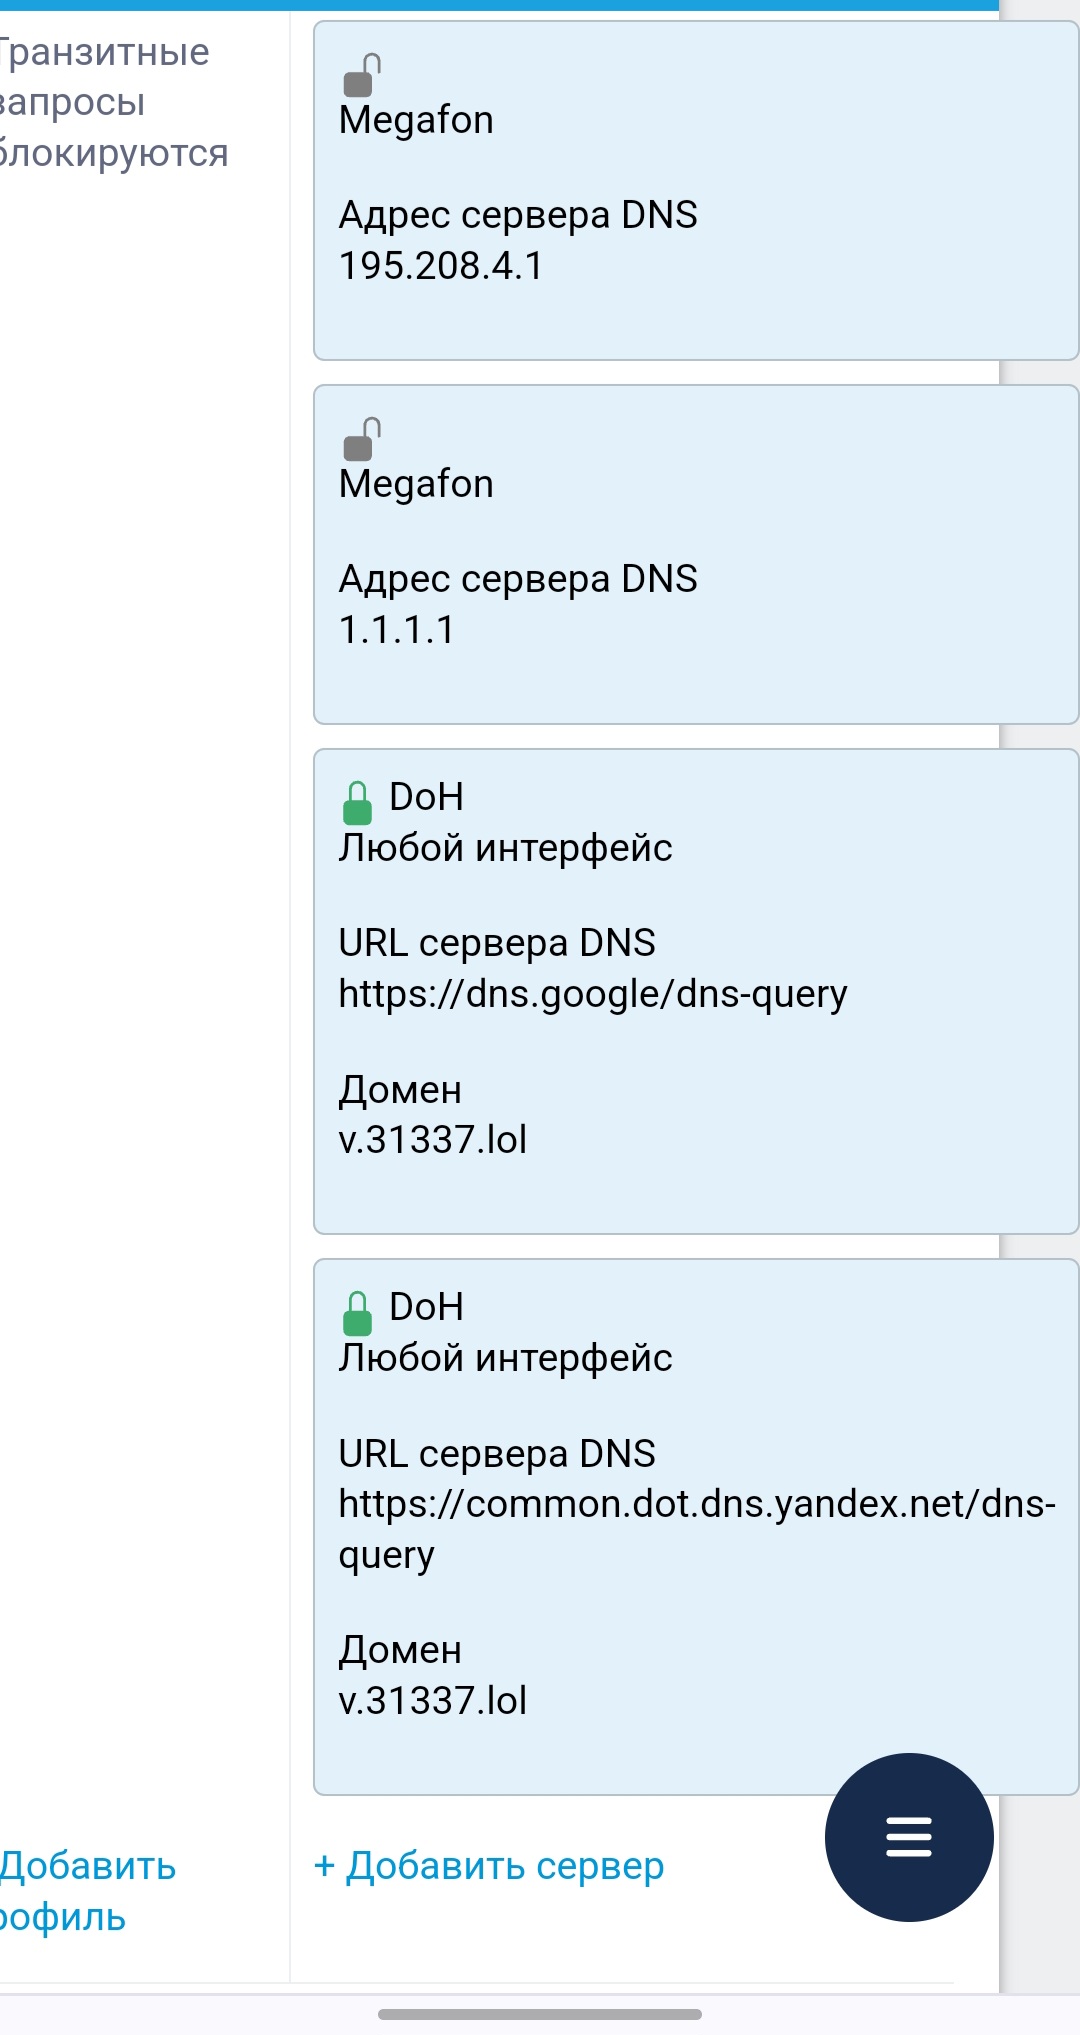 Транзитные
запросы
блокируются
Megafon
Адрес сервера DNS
195.208.4.1
Megafon
Адрес сервера DNS
1.1.1.1
DoH
Любой интерфейс
URL сервера DNS
https://dns.google/dns-query
Домен
v.31337.lol
DoH
Любой интерфейс
URL сервера DNS
https://common.dot.dns.yandex.net/dns-
query
Домен
v.31337.lol
Добавить
рофиль
+ Добавить сервер